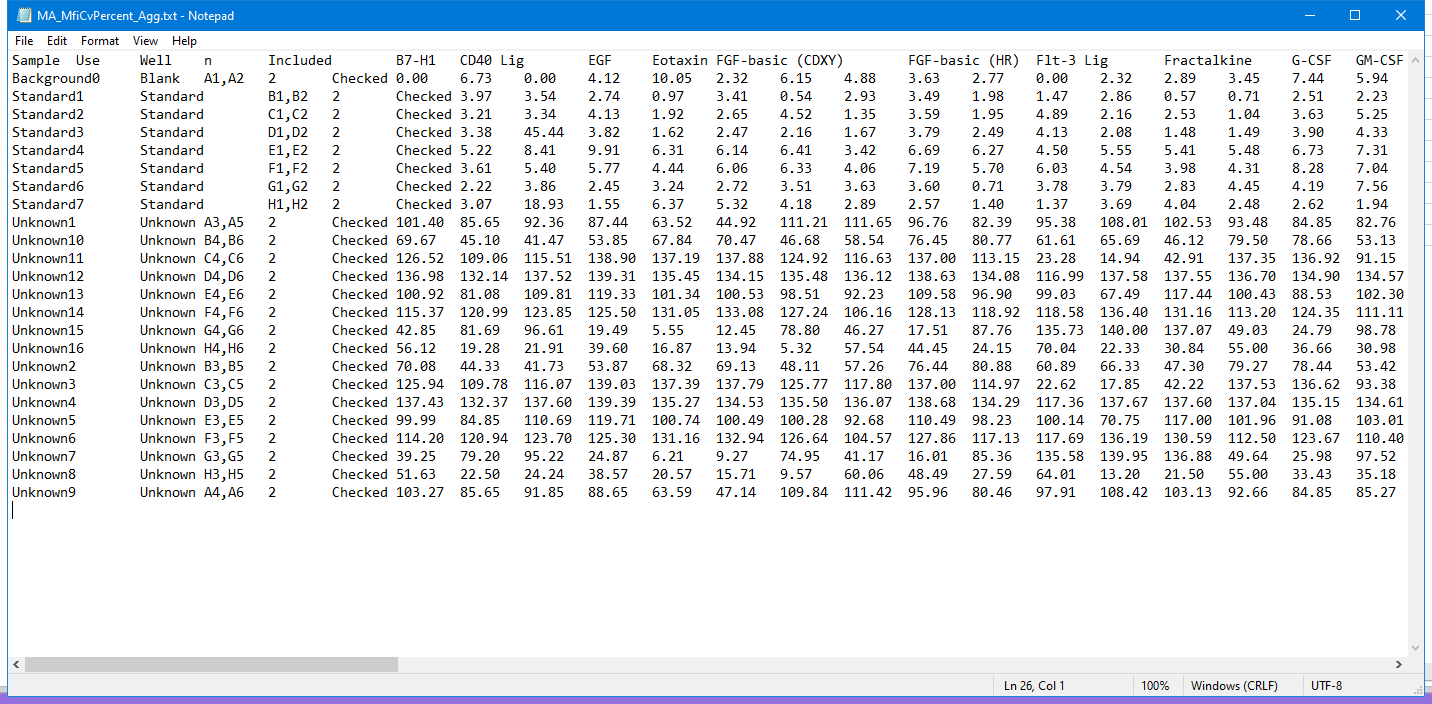 MA_MfiCvPercent_Agg.txt - Notepad
File Edit Format View Help
Sample Use Well n Included B7-H1 CD40 Lig EGF Eotaxin FGF-basic (CDXY) FGF-basic (HR) Flt-3 Lig Fractalkine G-CSF GM-CSF
Background0 Blank A1,A2 2 Checked 0.00 6.73 0.00 4.12 10.05 2.32 6.15 4.88 3.63 2.77 0.00 2.32 2.89 3.45 7.44 5.94
Standard1 Standard B1,B2 2 Checked 3.97 3.54 2.74 0.97 3.41 0.54 2.93 3.49 1.98 1.47 2.86 0.57 0.71 2.51 2.23
Standard2 Standard C1,C2 2 Checked 3.21 3.34 4.13 1.92 2.65 4.52 1.35 3.59 1.95 4.89 2.16 2.53 1.04 3.63 5.25
Standard3 Standard D1,D2 2 Checked 3.38 45.44 3.82 1.62 2.47 2.16 1.67 3.79 2.49 4.13 2.08 1.48 1.49 3.90 4.33
Standard4 Standard E1,E2 2 Checked 5.22 8.41 9.91 6.31 6.14 6.41 3.42 6.69 6.27 4.50 5.55 5.41 5.48 6.73 7.31
Standard5 Standard F1,F2 2 Checked 3.61 5.40 5.77 4.44 6.06 6.33 4.06 7.19 5.70 6.03 4.54 3.98 4.31 8.28 7.04
Standard6 Standard G1,G2 2 Checked 2.22 3.86 2.45 3.24 2.72 3.51 3.63 3.60 0.71 3.78 3.79 2.83 4.45 4.19 7.56
Standard7 Standard H1,H2 2 Checked 3.07 18.93 1.55 6.37 5.32 4.18 2.89 2.57 1.40 1.37 3.69 4.04 2.48 2.62 1.94
Unknown1 Unknown A3,A5 2 Checked 101.40 85.65 92.36 87.44 63.52 44.92 111.21 111.65 96.76 82.39 95.38 108.01 102.53 93.48 84.85 82.76
Unknown10 Unknown B4,B6 2 Checked 69.67 45.10 41.47 53.85 67.84 70.47 46.68 58.54 76.45 80.77 61.61 65.69 46.12 79.50 78.66 53.13
Unknown11 Unknown C4,C6 2 Checked 126.52 109.06 115.51 138.90 137.19 137.88 124.92 116.63 137.00 113.15 23.28 14.94 42.91 137.35 136.92 91.15
Unknown12 Unknown D4,D6 2 Checked 136.98 132.14 137.52 139.31 135.45 134.15 135.48 136.12 138.63 134.08 116.99 137.58 137.55 136.70 134.90 134.57
Unknown13 Unknown E4,E6 2 Checked 100.92 81.08 109.81 119.33 101.34 100.53 98.51 92.23 109.58 96.90 99.03 67.49 117.44 100.43 88.53 102.30
Unknown14 Unknown F4,F6 2 Checked 115.37 120.99 123.85 125.50 131.05 133.08 127.24 106.16 128.13 118.92 118.58 136.40 131.16 113.20 124.35 111.11
Unknown15 Unknown G4,G6 2 Checked 42.85 81.69 96.61 19.49 5.55 12.45 78.80 46.27 17.51 87.76 135.73 140.00 137.07 49.03 24.79 98.78
Unknown16 Unknown H4,H6 2 Checked 56.12 19.28 21.91 39.60 16.87 13.94 5.32 57.54 44.45 24.15 70.04 22.33 30.84 55.00 36.66 30.98
Unknown2 Unknown B3,B5 2 Checked 70.08 44.33 41.73 53.87 68.32 69.13 48.11 57.26 76.44 80.88 60.89 66.33 47.30 79.27 78.44 53.42
Unknown3 Unknown C3,C5 2 Checked 125.94 109.78 116.07 139.03 137.39 137.79 125.77 117.80 137.00 114.97 22.62 17.85 42.22 137.53 136.62 93.38
Unknown4 Unknown D3,D5 2 Checked 137.43 132.37 137.60 139.39 135.27 134.53 135.50 136.07 138.68 134.29 117.36 137.67 137.60 137.04 135.15 134.61
Unknown5 Unknown E3,E5 2 Checked 99.99 84.85 110.69 119.71 100.74 100.49 100.28 92.68 110.49 98.23 100.14 70.75 117.00 101.96 91.08 103.01
Unknown6 Unknown F3,F5 2 Checked 114.20 120.94 123.70 125.30 131.16 132.94 126.64 104.57 127.86 117.13 117.69 136.19 130.59 112.50 123.67 110.40
Unknown7 Unknown G3,G5 2 Checked 39.25 79.20 95.22 24.87 6.21 9.27 74.95 41.17 16.01 85.36 135.58 139.95 136.88 49.64 25.98 97.52
Unknown8 Unknown H3,H5 2 Checked 51.63 22.50 24.24 38.57 20.57 15.71 9.57 60.06 48.49 27.59 64.01 13.20 21.50 55.00 33.43 35.18
Unknown9 Unknown A4,A6 2 Checked 103.27 85.65 91.85 88.65 63.59 47.14 109.84 111.42 95.96 80.46 97.91 108.42 103.13 92.66 84.85 85.27
Ln 26, Col 1 100% Windows (CRLF) UTF-8